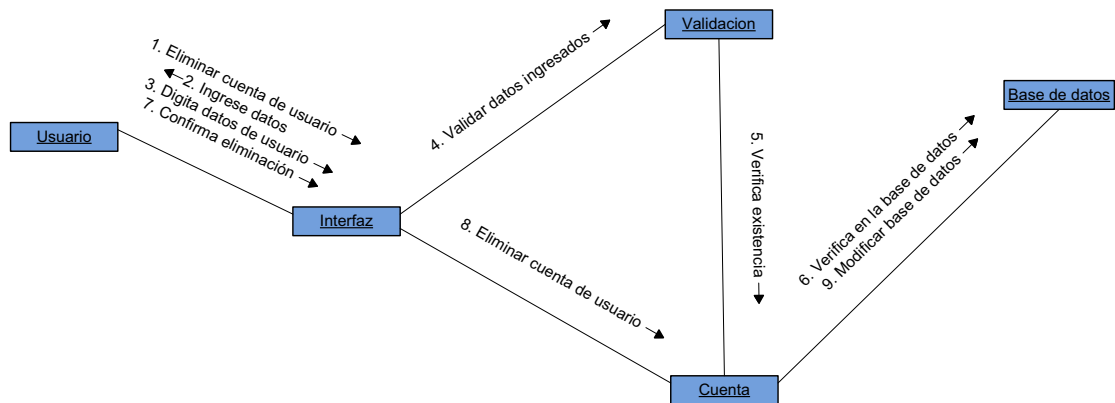 Validacion
1. Eliminar cuenta de usuario
2. Ingrese datos
3. Digita datos de usuario
7. Confirma eliminación
4. Validar datos ingresados
Base de datos
Usuario
5. Verifica existencia
6. Verifica en la base de datos
9. Modificar base de datos
Interfaz
8. Eliminar cuenta de usuario
Cuenta